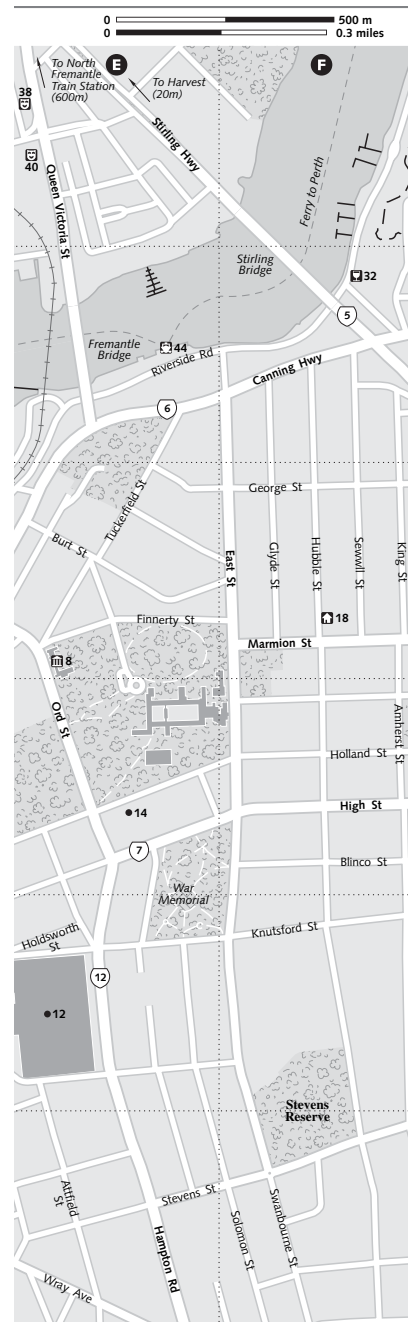 0 500 m
0 0.3 miles
E
F
To North
Fremantle
Train Station
(600m)
To Harvest
(20m)
38
40
Stirling Hwy
Queen Victoria St
Ferry to Perth
Stirling
Bridge
32
5
Fremantle
Bridge
44
Riverside Rd
Canning Hwy
6
Tuckerfield St
George St
Burt St
East St
Glyde St
Hubble St
Sewell St
King St
18
Finnerty St
Marmion St
8
Ord St
Amherst St
Holland St
High St
14
7
Blinco St
War
Memorial
Knutsford St
Holdsworth
St
12
12
Stevens
Reserve
Attfield
St
Stevens St
Hampton Rd
Solomon St
Swanbourne St
Wray Ave